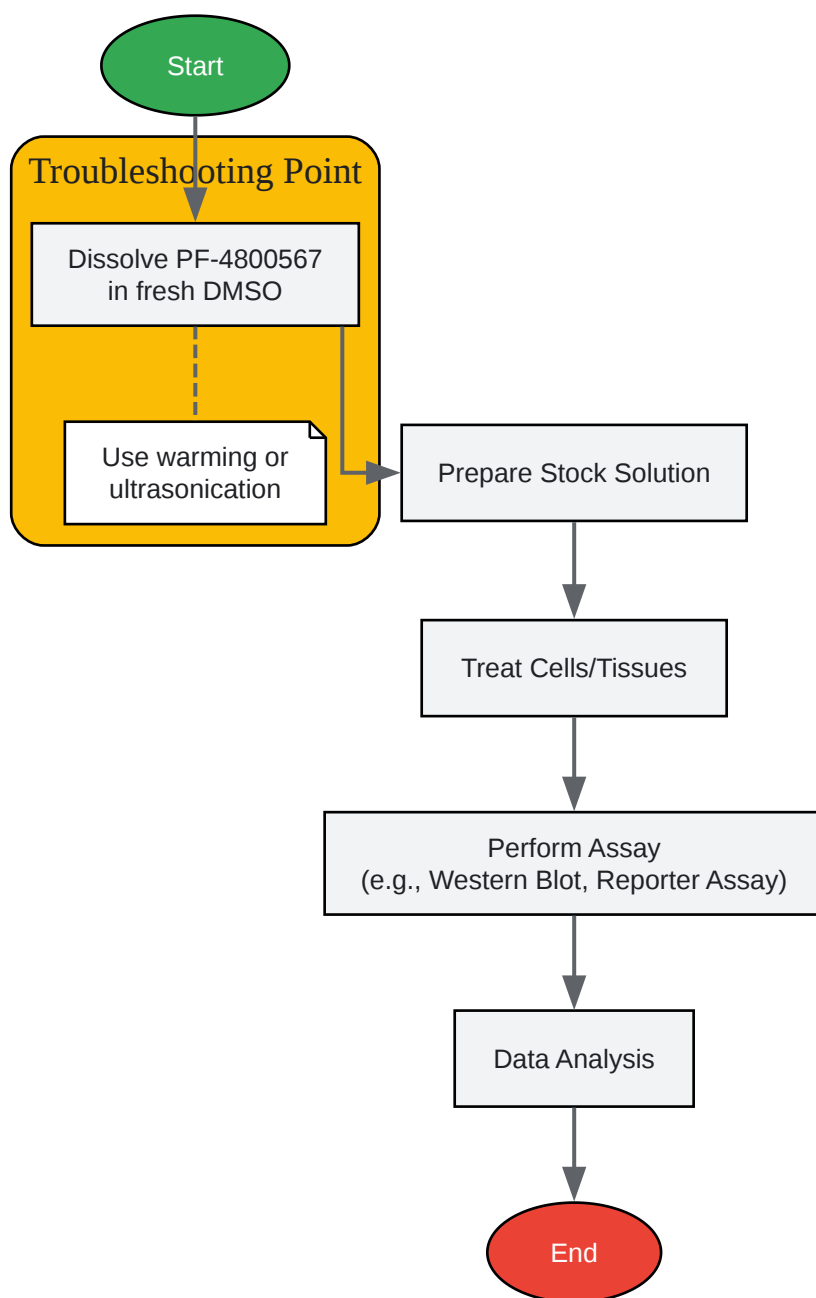 Start
Troubleshooting Point
Dissolve PF-4800567
in fresh DMSO
Use warming or
ultrasonication
Prepare Stock Solution
Treat Cells/Tissues
Perform Assay
(e.g., Western Blot, Reporter Assay)
Data Analysis
End